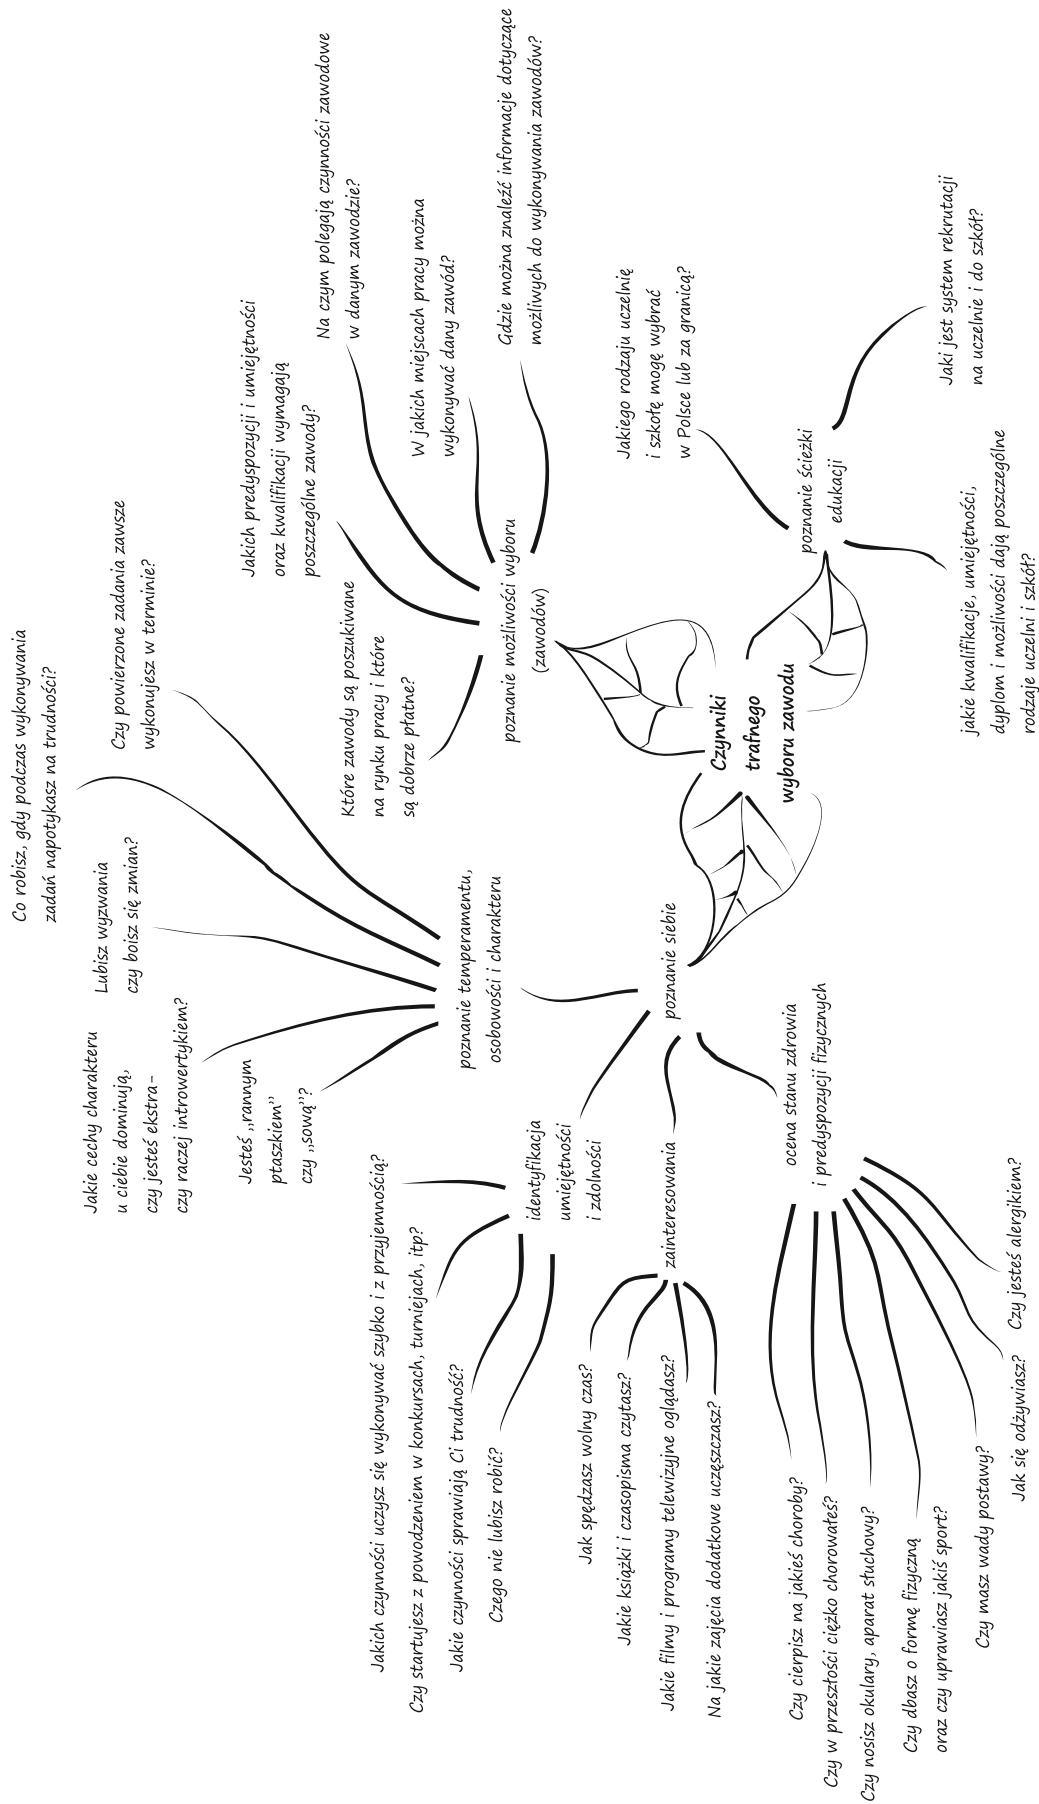 Czynniki
trafnego
wyboru zawodu
poznanie siebie
poznanie temperamentu,
osobowości i charakteru
Jesteś „rannym
ptaszkiem”
czy „sową”?
Jakie cechy charakteru
u ciebie dominują,
czy jesteś ekstra-
czy raczej introwertykiem?
Lubisz wyzwania
czy boisz się zmian?
Co robisz, gdy podczas wykonywania
zadań napotykasz na trudności?
Czy powierzone zadania zawsze
wykonujesz w terminie?
identyfikacja
umiejętności
i zdolności
Jakich czynności uczysz się wykonywać szybko i z przyjemnością?
Czy startujesz z powodzeniem w konkursach, turniejach, itp?
Jakie czynności sprawiają Ci trudność?
Czego nie lubisz robić?
zainteresowania
Jak spędzasz wolny czas?
Jakie książki i czasopisma czytasz?
Jakie filmy i programy telewizyjne oglądasz?
Na jakie zajęcia dodatkowe uczęszczasz?
ocena stanu zdrowia
i predyspozycji fizycznych
Czy cierpisz na jakieś choroby?
Czy w przeszłości ciężko chorowałeś?
Czy nosisz okulary, aparat słuchowy?
Czy dbasz o formę fizyczną
oraz czy uprawiasz jakiś sport?
Czy masz wady postawy?
Jak się odżywiasz?
Czy jesteś alergikiem?
poznanie możliwości wyboru
(zawodów)
Które zawody są poszukiwane
na rynku pracy i które
są dobrze płatne?
Jakich predyspozycji i umiejętności
oraz kwalifikacji wymagają
poszczególne zawody?
Na czym polegają czynności zawodowe
w danym zawodzie?
W jakich miejscach pracy można
wykonywać dany zawód?
Gdzie można znaleźć informacje dotyczące
możliwych do wykonywania zawodów?
poznanie ścieżki
edukacji
Jakiego rodzaju uczelnię
i szkołę mogę wybrać
w Polsce lub za granicą?
Jaki jest system rekrutacji
na uczelnie i do szkół?
jakie kwalifikacje, umiejętności,
dyplom i możliwości dają poszczególne
rodzaje uczelni i szkół?